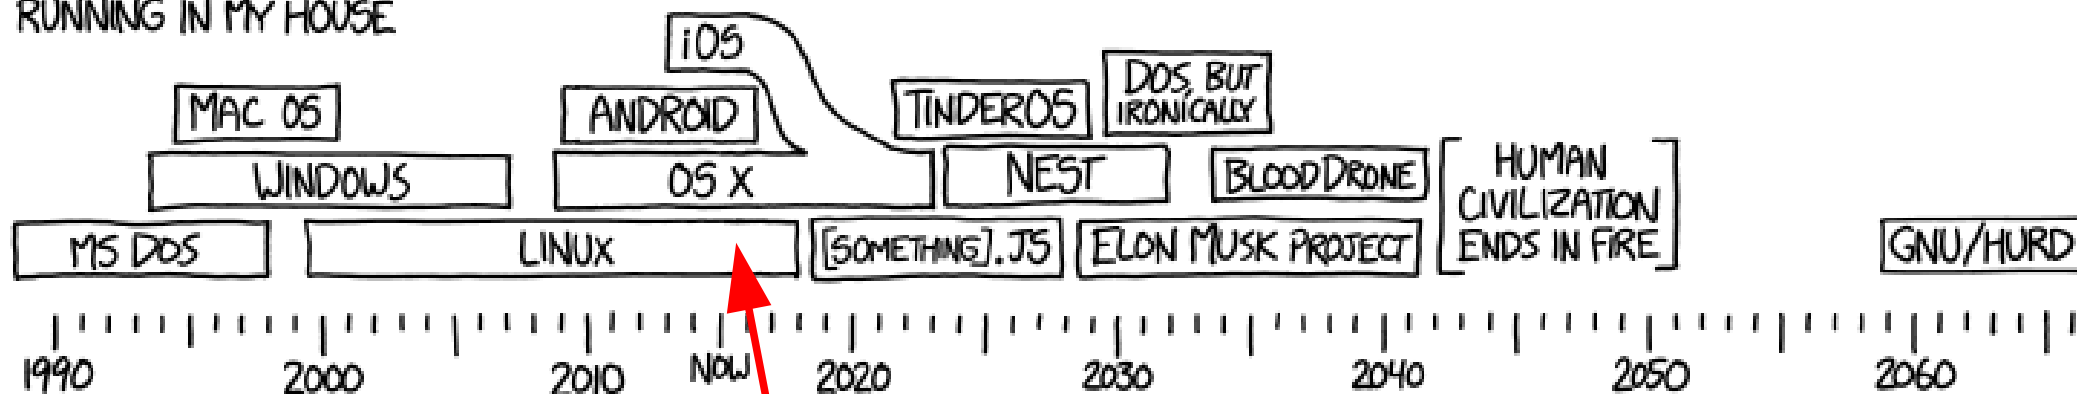 RUNNING IN MY HOUSE
iOS
MAC OS
ANDROID
TINDEROS
DOS, BUT
IRONICALLY
WINDOWS
OS X
NEST
BLOODDRONE
HUMAN
CIVILIZATION
ENDS IN FIRE
MS DOS
LINUX
[SOMETHING].JS
ELON MUSK PROJECT
GNU/HURD
1990
2000
2010
NOW
2020
2030
2040
2050
2060